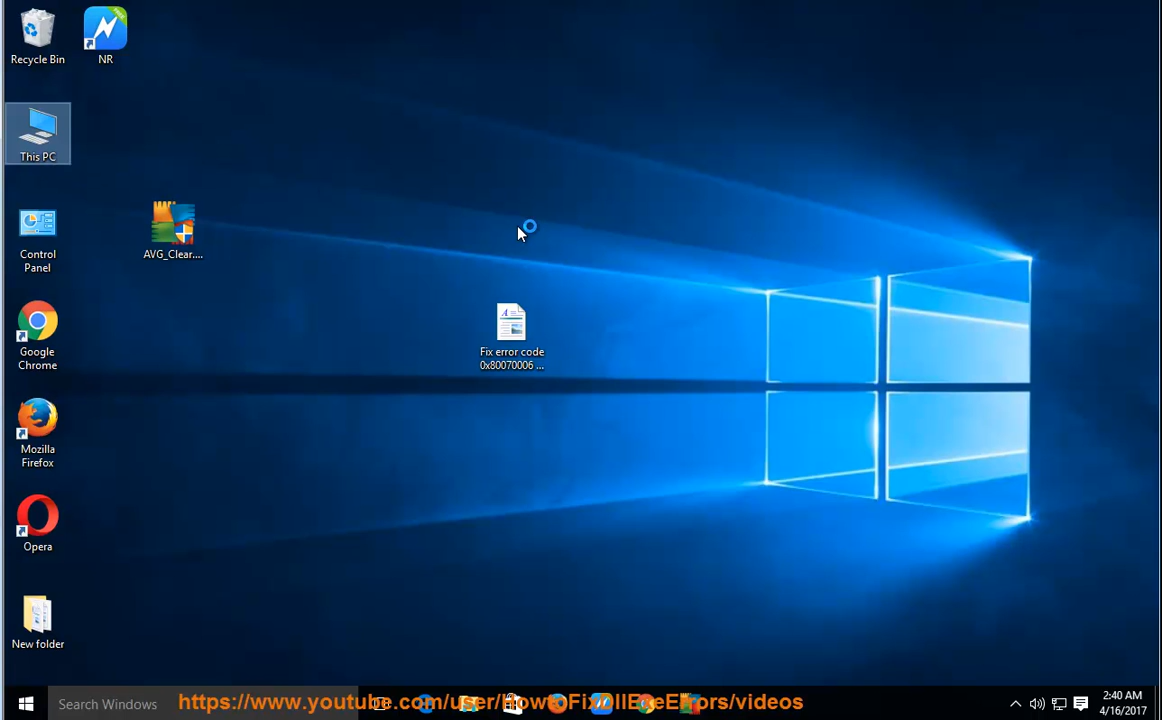 Recycle Bin
NR
This PC
AVG_Clear....
Control
Panel
Fix error code
0x80070006 ...
Google
Chrome
Mozilla
Firefox
Opera
New folder
Search Windows
https://www.youtube.com/user/HowtoFixDllExeErrors/videos
2:40 AM
4/16/2017